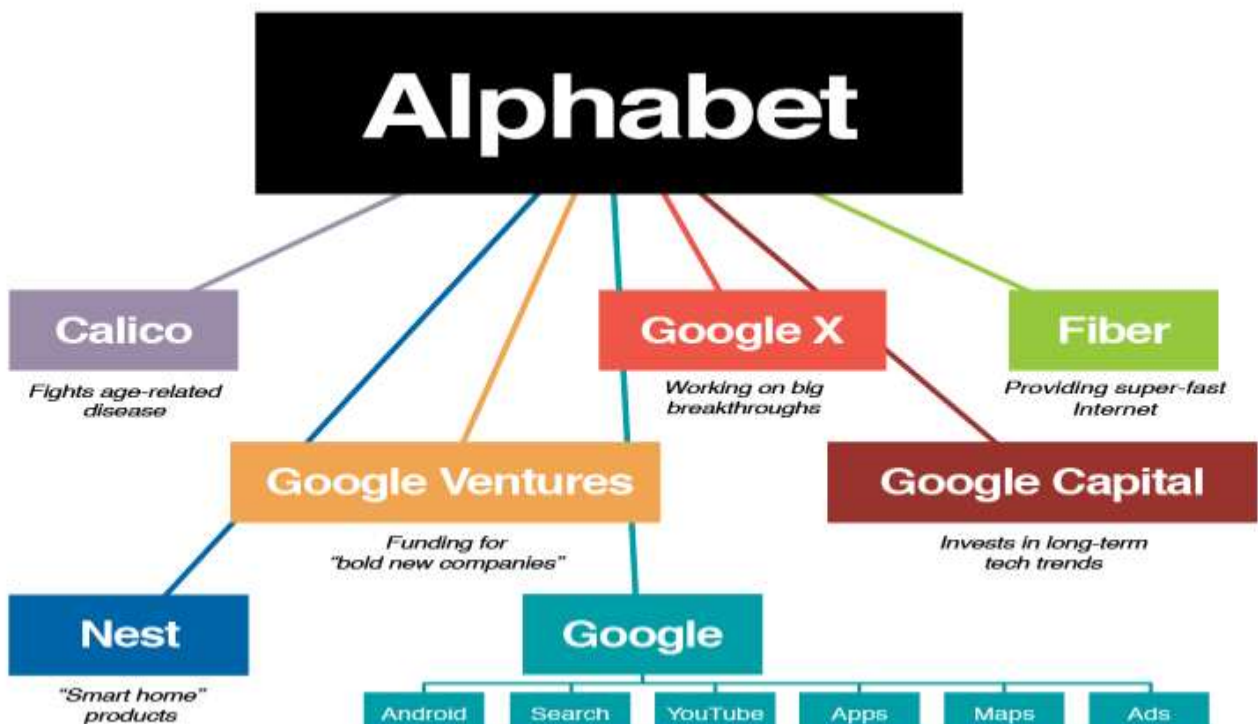 Alphabet
Calico
Fights age-related
disease
Google X
Working on big
breakthroughs
Fiber
Providing super-fast
Internet
Google Ventures
Funding for
"bold new companies"
Google Capital
Invests in long-term
tech trends
Nest
"Smart home"
products
Google
Android
Search
YouTube
Apps
Maps
Ads